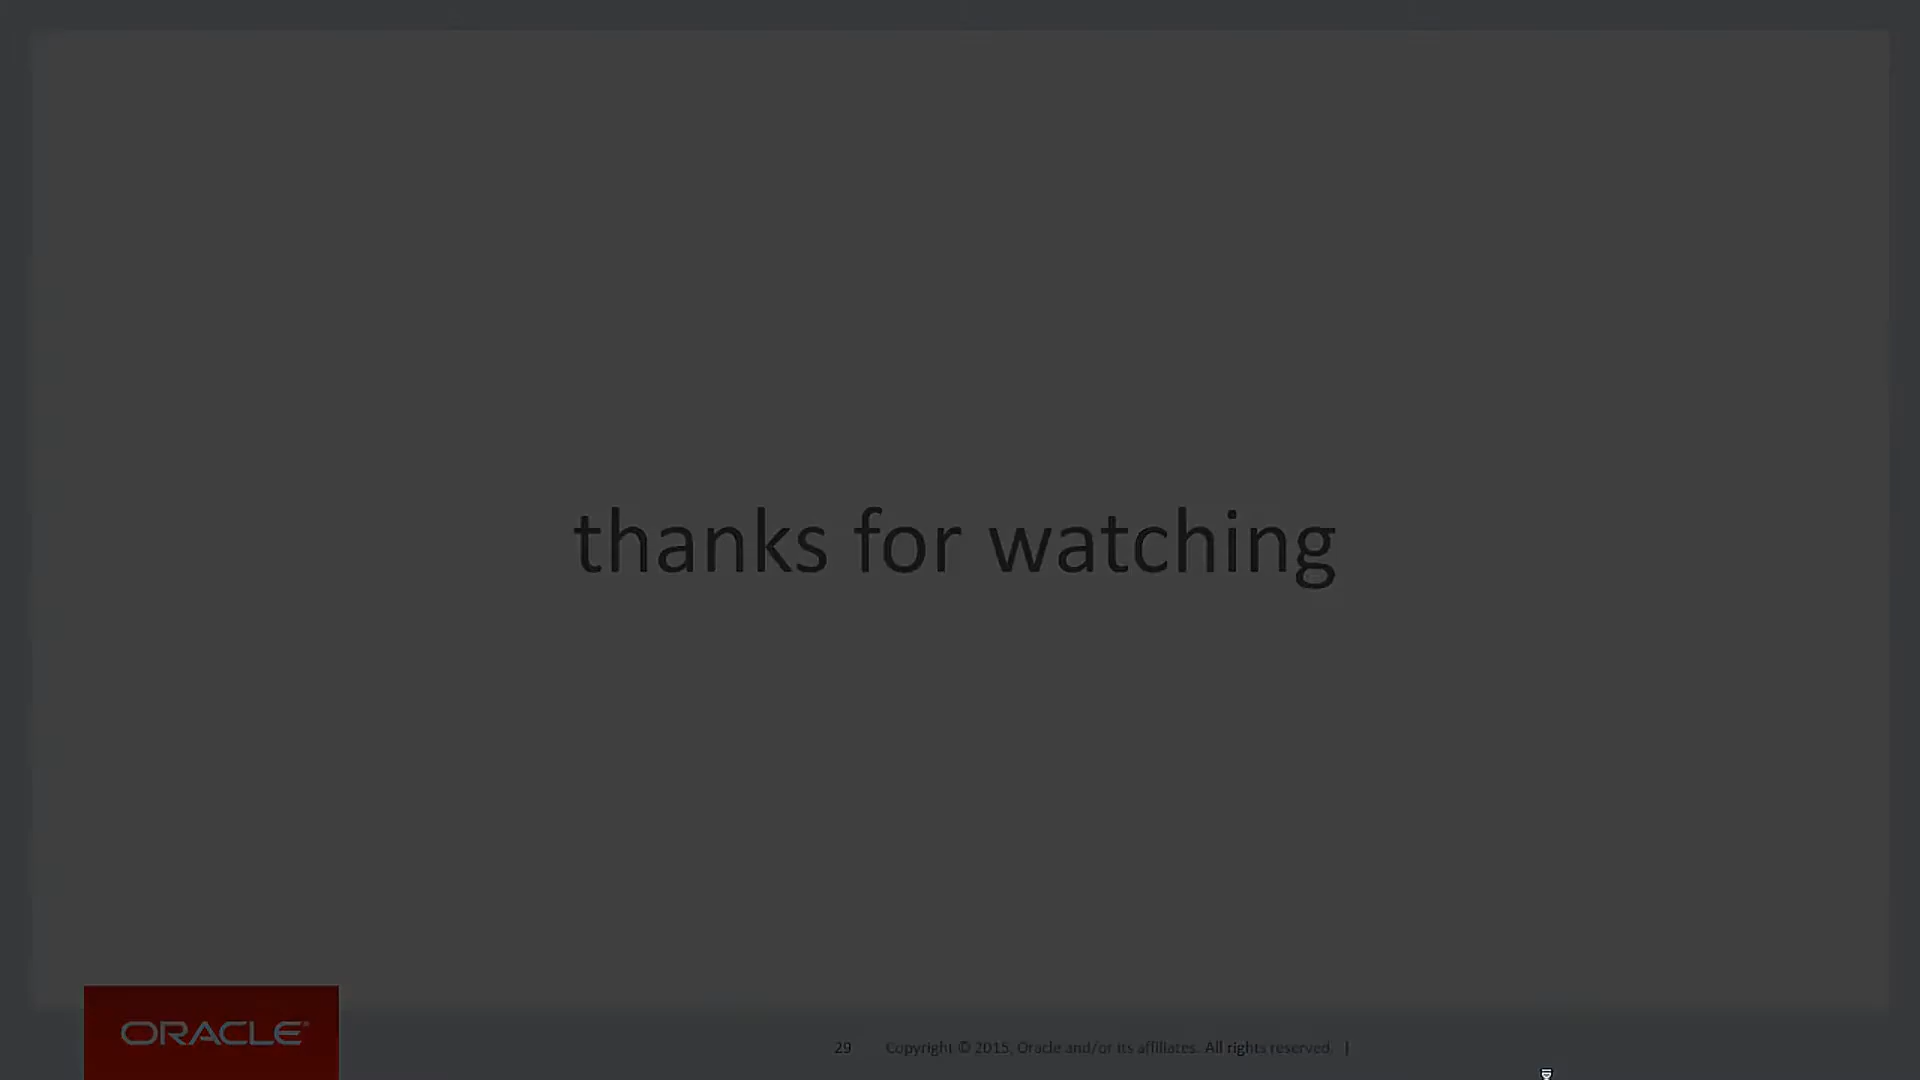 thanks for watching
ORACLE®
29 Copyright © 2015, Oracle and/or its affiliates. All rights reserved. |